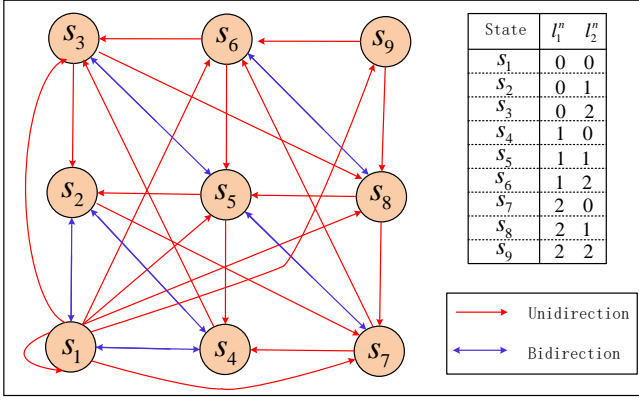 s₃ s₆ s₉
s₂ s₅ s₈
s₁ s₄ s₇
State l₁ⁿ l₂ⁿ
s₁ 0 0
s₂ 0 1
s₃ 0 2
s₄ 1 0
s₅ 1 1
s₆ 1 2
s₇ 2 0
s₈ 2 1
s₉ 2 2
Unidirection
Bidirection